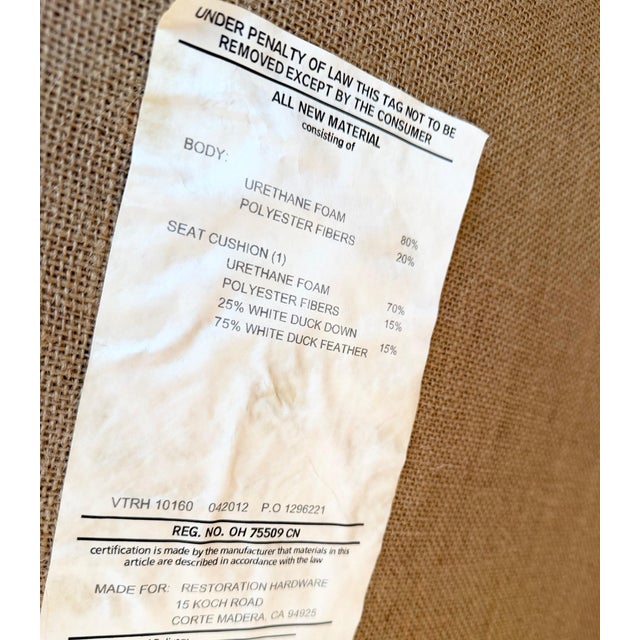 UNDER PENALTY OF LAW THIS TAG NOT TO BE
REMOVED EXCEPT BY THE CONSUMER
ALL NEW MATERIAL
consisting of
BODY:
URETHANE FOAM 80%
POLYESTER FIBERS 20%
SEAT CUSHION (1)
URETHANE FOAM 70%
POLYESTER FIBERS 15%
25% WHITE DUCK DOWN 15%
75% WHITE DUCK FEATHER
VTRH 10160 042012 P.O 1296221
REG. NO. OH 75509 CN
certification is made by the manufacturer that materials in this
article are described in accordance with the law
MADE FOR: RESTORATION HARDWARE
15 KOCH ROAD
CORTE MADERA, CA 94925